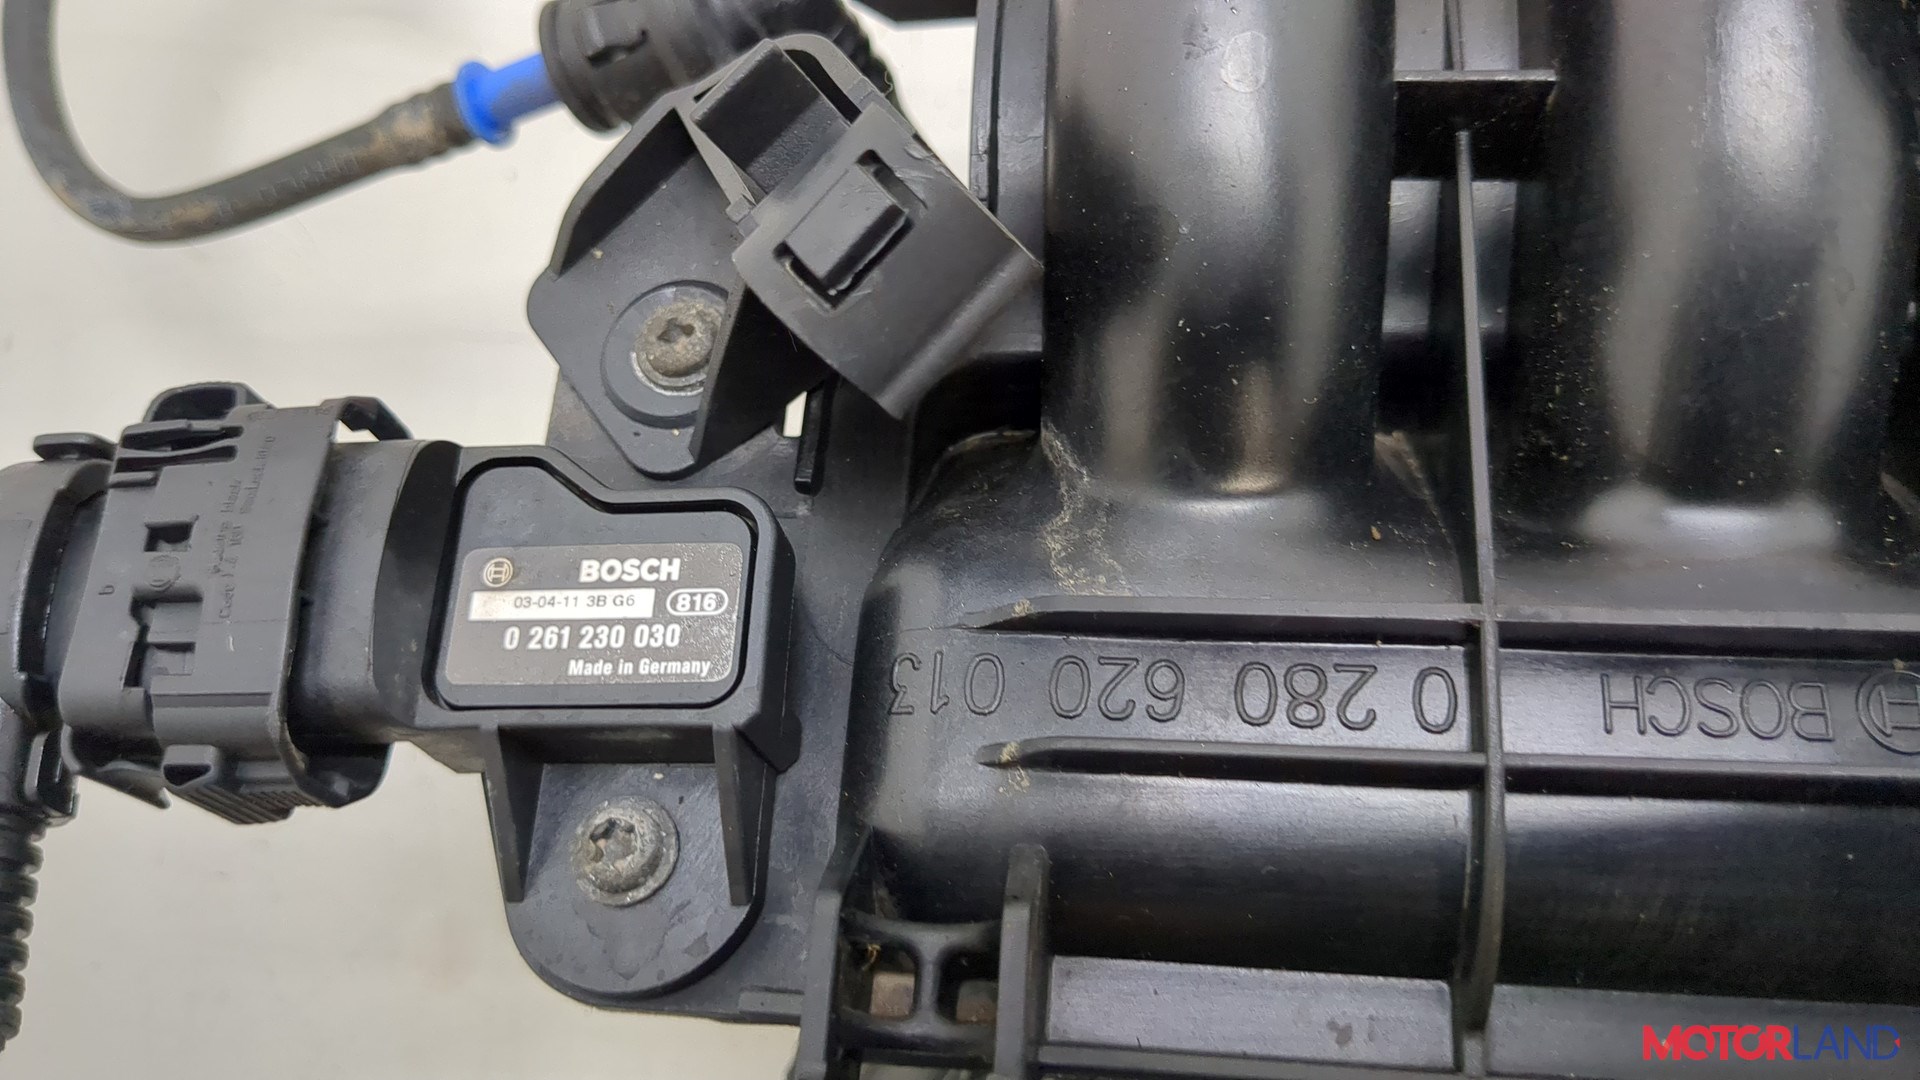 BOSCH
03-04-11 3B G6 816
0 261 230 030
Made in Germany
BOSCH 0 280 620 013
MOTORLAND